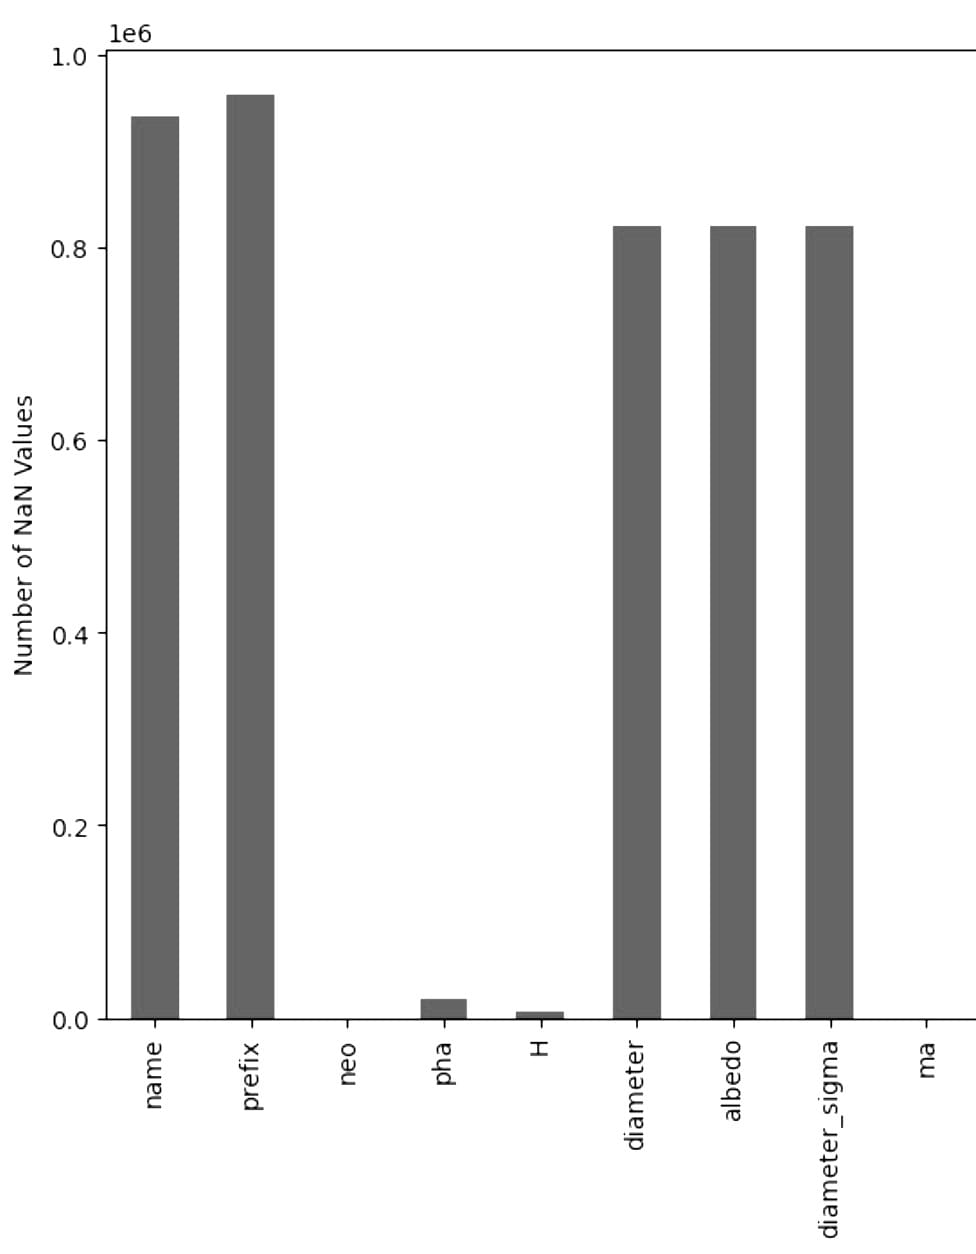 1e6
1.0
0.8
0.6
0.4
0.2
0.0
Number of NaN Values
name
prefix
neo
pha
H
diameter
albedo
diameter_sigma
ma